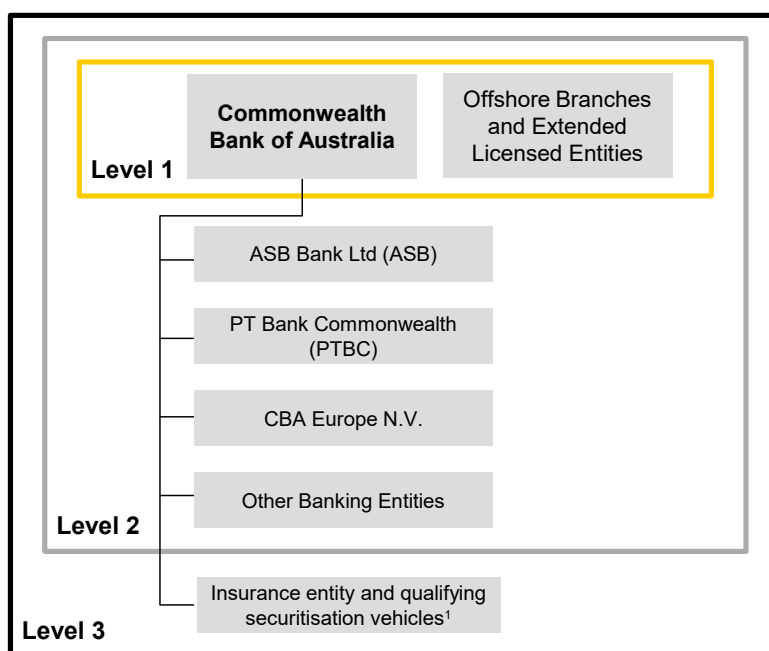 Commonwealth
Bank of Australia
Offshore Branches
and Extended
Licensed Entities
Level 1
ASB Bank Ltd (ASB)
PT Bank Commonwealth
(PTBC)
CBA Europe N.V.
Other Banking Entities
Level 2
Insurance entity and qualifying
securitisation vehicles¹
Level 3